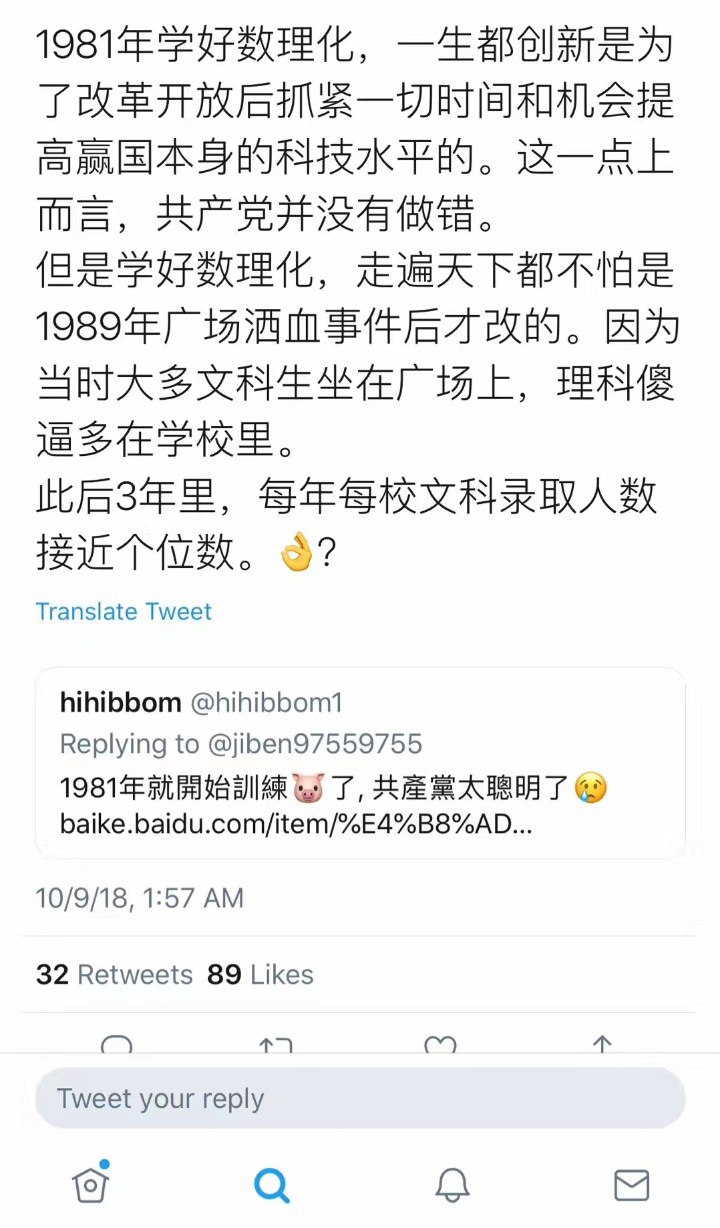 1981年学好数理化，一生都创新是为
了改革开放后抓紧一切时间和机会提
高赢国本身的科技水平的。这一点上
而言，共产党并没有做错。
但是学好数理化，走遍天下都不怕是
1989年广场洒血事件后才改的。因为
当时大多文科生坐在广场上，理科傻
逼多在学校里。
此后3年里，每年每校文科录取人数
接近个位数。👌?
Translate Tweet
hihibbom @hihibbom1
Replying to @jiben97559755
1981年就開始訓練🐷了, 共產黨太聰明了😢
baike.baidu.com/item/%E4%B8%AD...
10/9/18, 1:57 AM
32 Retweets 89 Likes
Tweet your reply